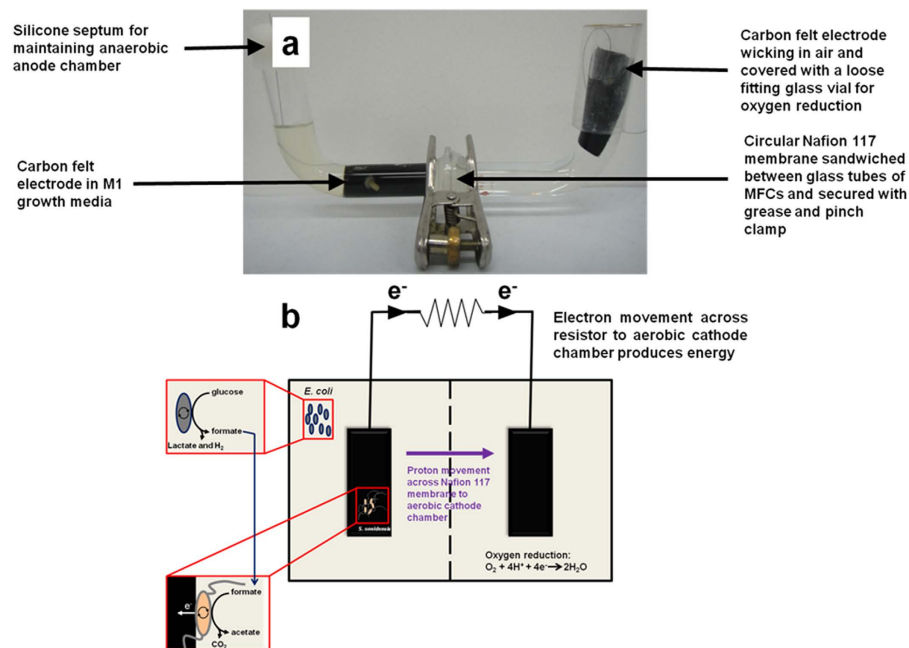 Silicone septum for
maintaining anaerobic
anode chamber
a
Carbon felt electrode
wicking in air and
covered with a loose
fitting glass vial for
oxygen reduction
Carbon felt
electrode in M1
growth media
Circular Nafion 117
membrane sandwiched
between glass tubes of
MFCs and secured with
grease and pinch
clamp
b
e-
e-
Electron movement across
resistor to aerobic cathode
chamber produces energy
glucose
formate
Lactate and H2
E. coli
Proton movement
across Nafion 117
membrane to
aerobic cathode
chamber
Oxygen reduction:
O2 + 4H+ + 4e-→2H2O
e-
formate
acetate
CO2